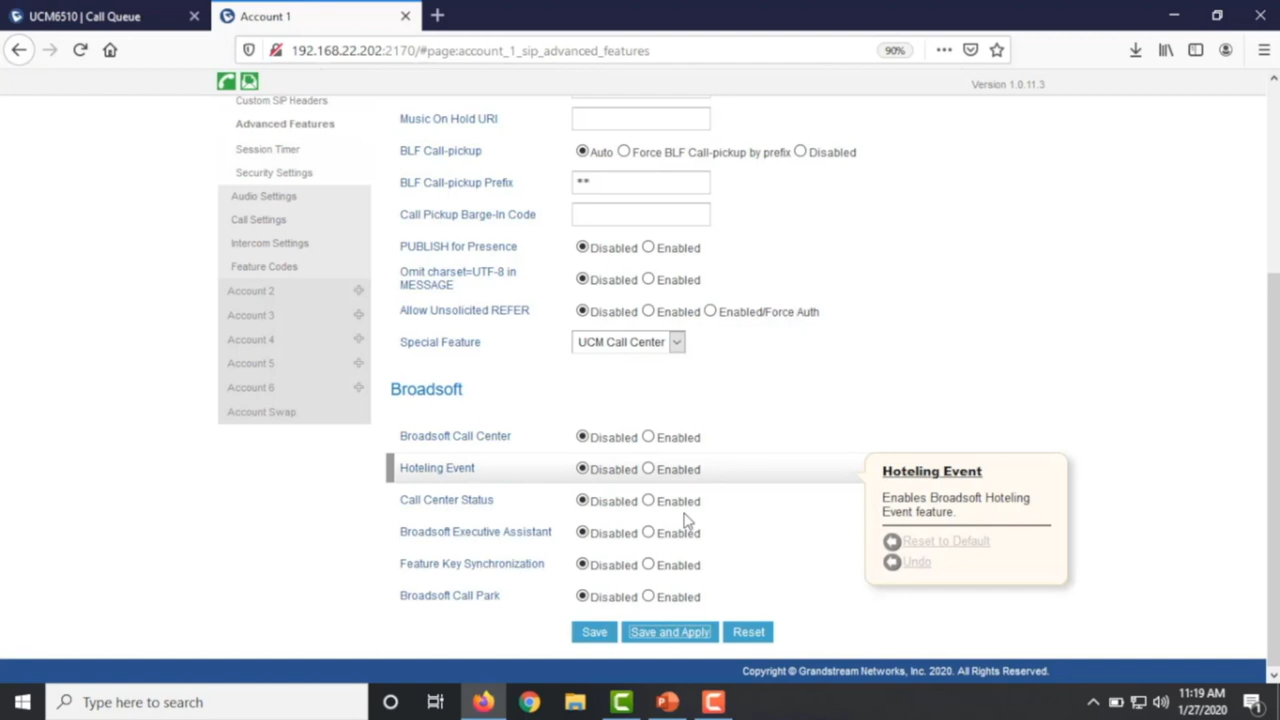 UCM6510 | Call Queue
Account 1
192.168.22.202:2170/#page:account_1_sip_advanced_features
90%
Version 1.0.11.3
Custom SIP Headers
Advanced Features
Session Timer
Security Settings
Audio Settings
Call Settings
Intercom Settings
Feature Codes
Account 2
Account 3
Account 4
Account 5
Account 6
Account Swap
Music On Hold URI
BLF Call-pickup
Auto Force BLF Call-pickup by prefix Disabled
BLF Call-pickup Prefix
**
Call Pickup Barge-In Code
PUBLISH for Presence
Disabled Enabled
Omit charset=UTF-8 in
MESSAGE
Disabled Enabled
Allow Unsolicited REFER
Disabled Enabled Enabled/Force Auth
Special Feature
UCM Call Center
Broadsoft
Broadsoft Call Center
Disabled Enabled
Hoteling Event
Disabled Enabled
Call Center Status
Disabled Enabled
Broadsoft Executive Assistant
Disabled Enabled
Feature Key Synchronization
Disabled Enabled
Broadsoft Call Park
Disabled Enabled
Hoteling Event
Enables Broadsoft Hoteling
Event feature.
Reset to Default
Undo
Save
Save and Apply
Reset
Copyright © Grandstream Networks, Inc. 2020. All Rights Reserved.
Type here to search
11:19 AM
1/27/2020
1